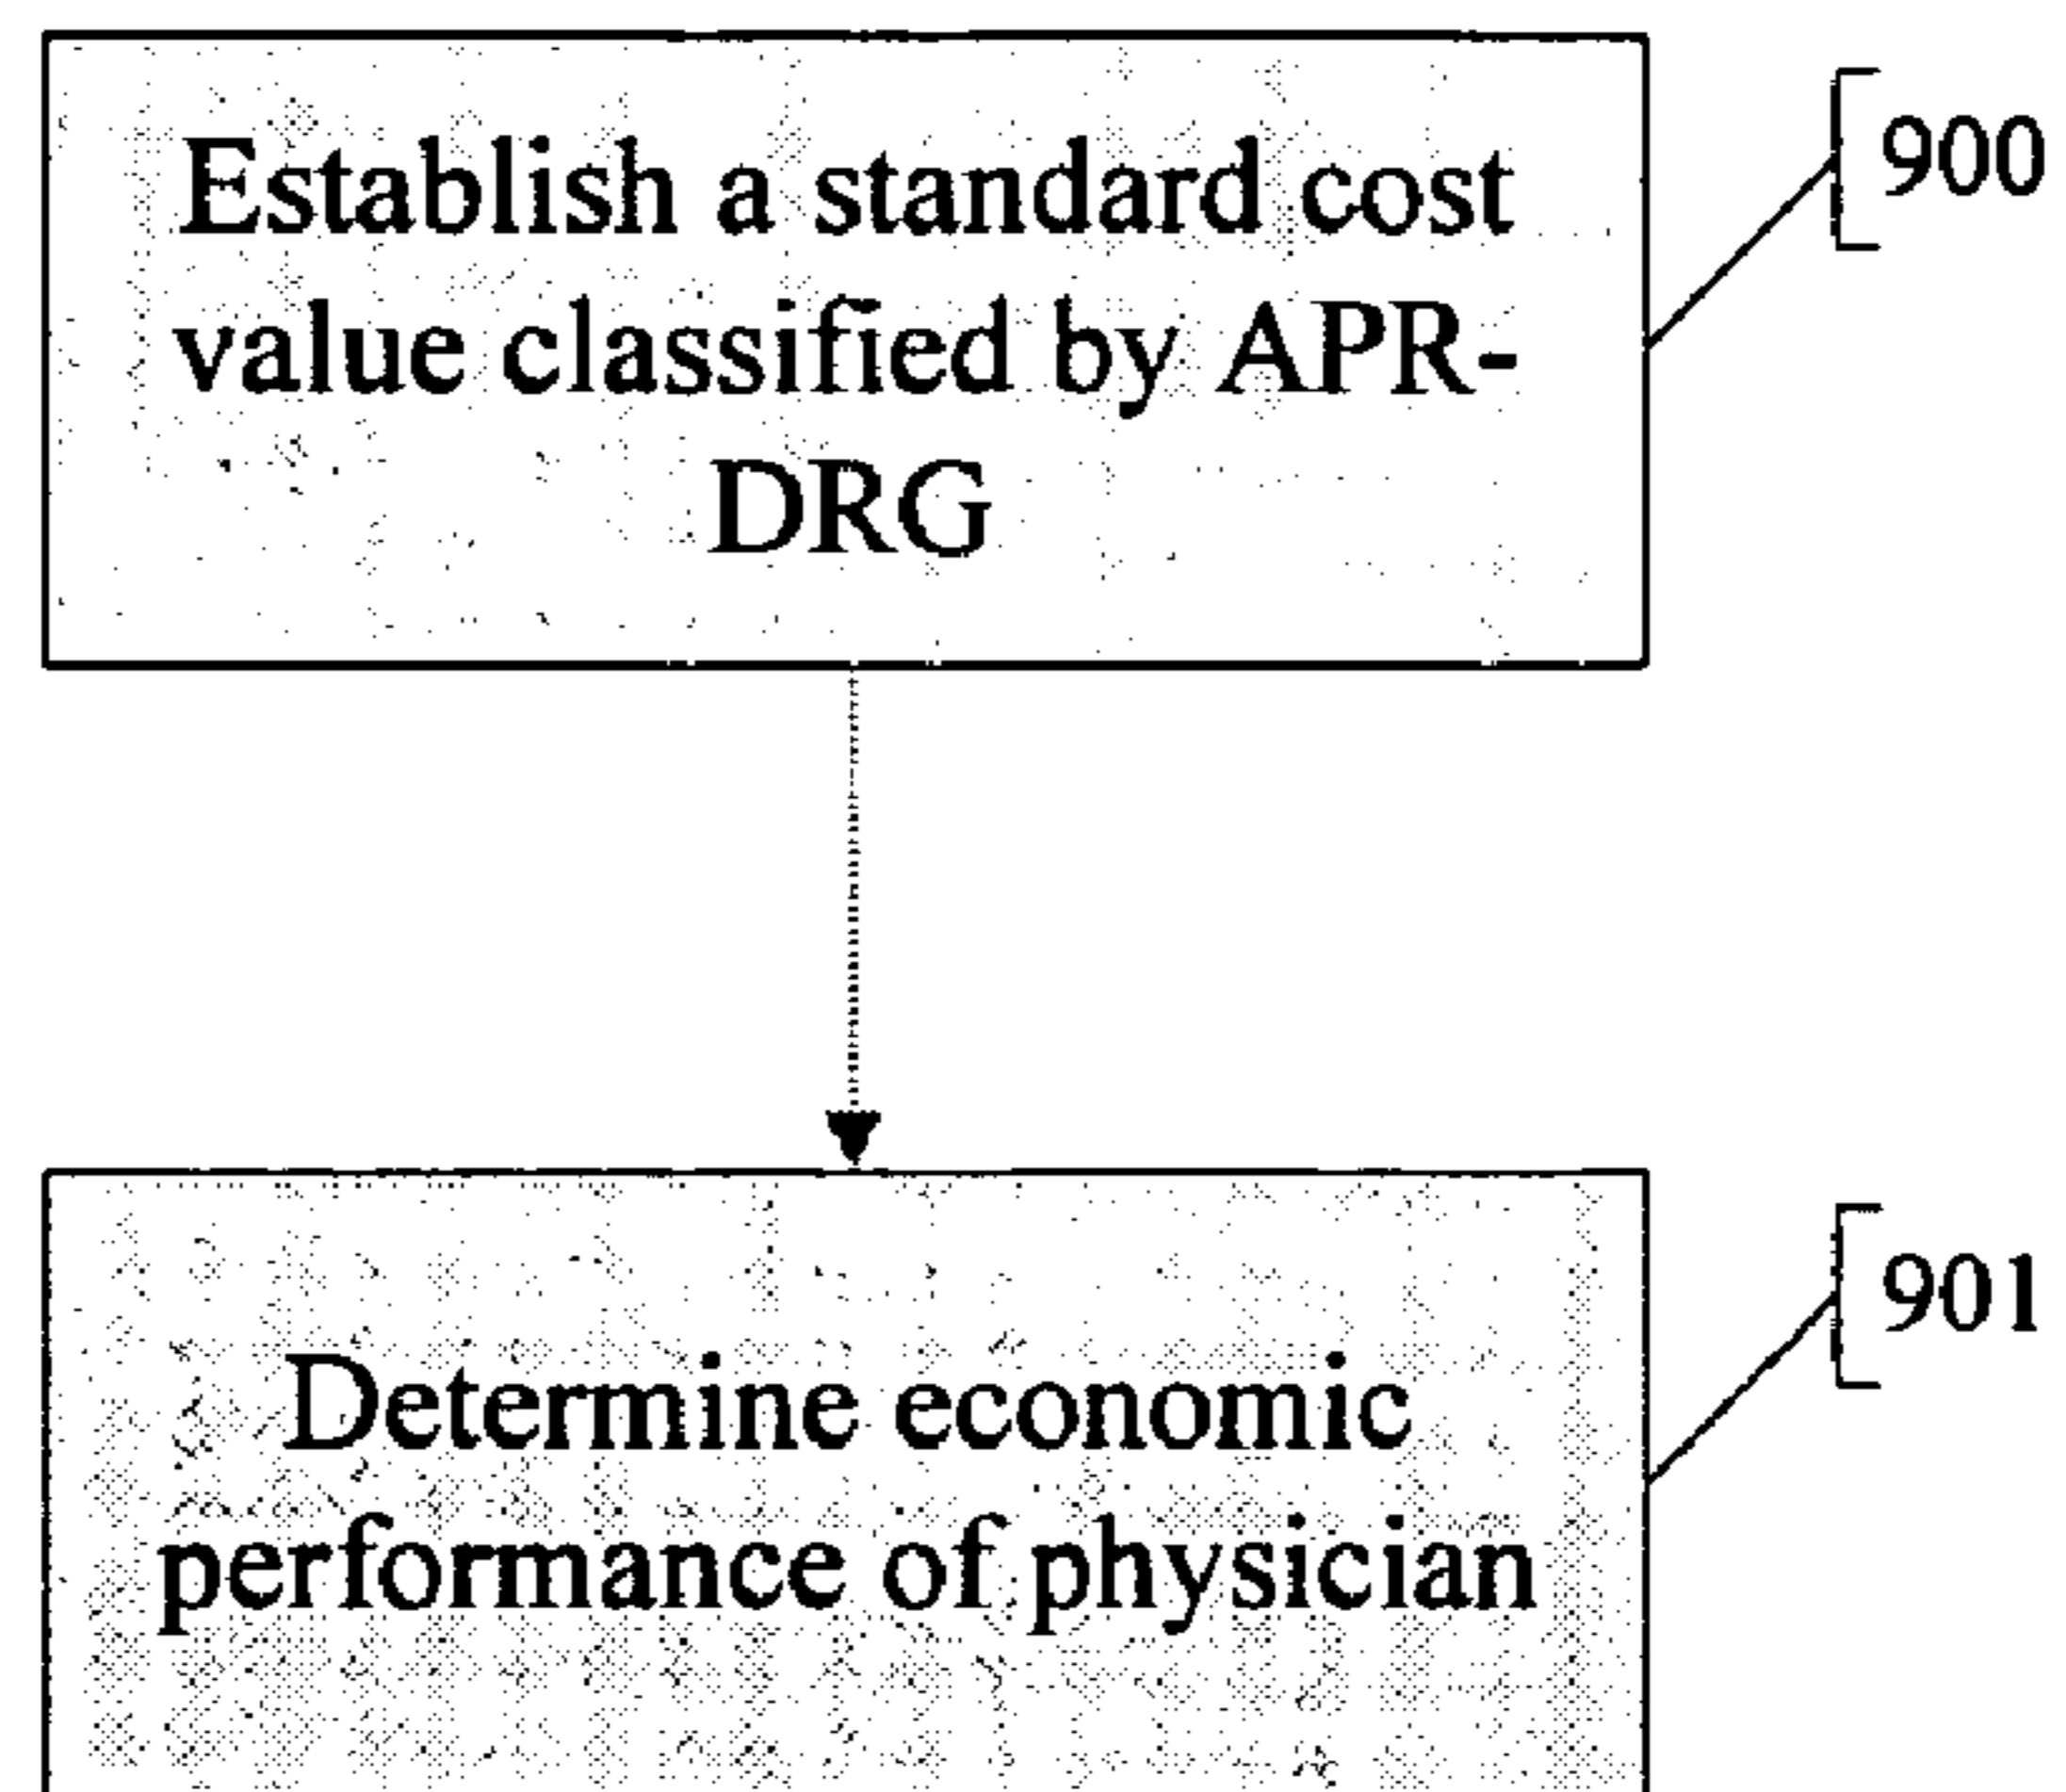 Establish a standard cost
value classified by APR-
DRG
900
Determine economic
performance of physician
901